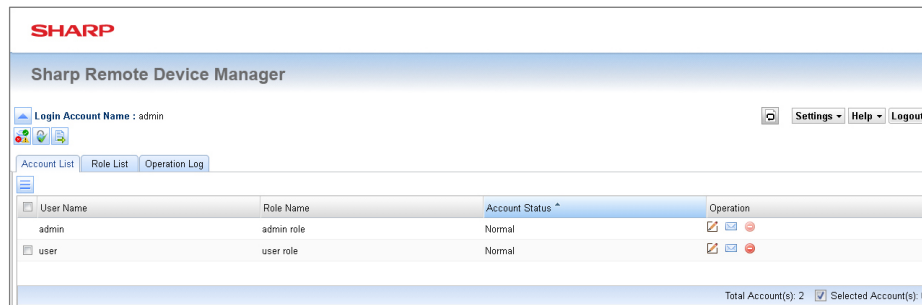 SHARP
Sharp Remote Device Manager
Login Account Name : admin
Settings Help Logout
Account List Role List Operation Log
User Name Role Name Account Status Operation
admin admin role Normal
user user role Normal
Total Account(s): 2 Selected Account(s):